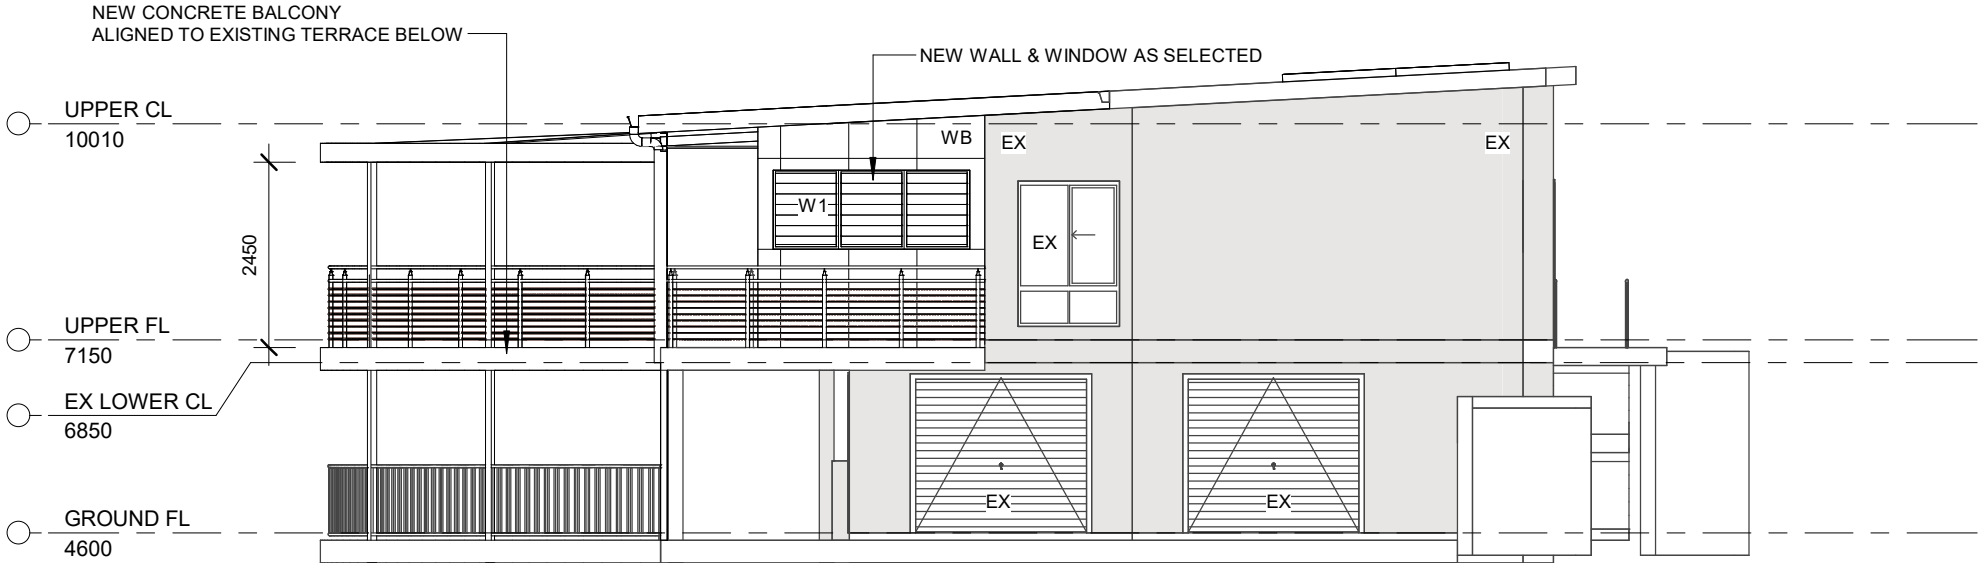 NEW CONCRETE BALCONY
ALIGNED TO EXISTING TERRACE BELOW
NEW WALL & WINDOW AS SELECTED
UPPER CL
10010
WB
EX
EX
W1
EX
2450
UPPER FL
7150
EX LOWER CL
6850
EX
EX
GROUND FL
4600